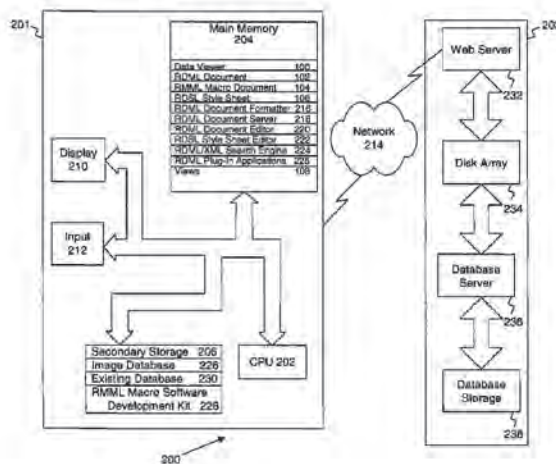 201
Main Memory
204
Data Viewer 100
RDML Document 102
RMML Macro Document 104
RDSL Style Sheet 106
RDML Document Formatter 216
RDML Document Server 218
RDML Document Editor 220
RDSL Style Sheet Editor 222
RDML/XML Search Engine 224
RDML Plug-In Applications 228
Views 108
Display
210
Input
212
Secondary Storage 206
Image Database 226
Existing Database 230
RMML Macro Software
Development Kit 226
CPU 202
200
Network
214
Web Server
232
Disk Array
234
Database
Server
236
Database
Storage
238